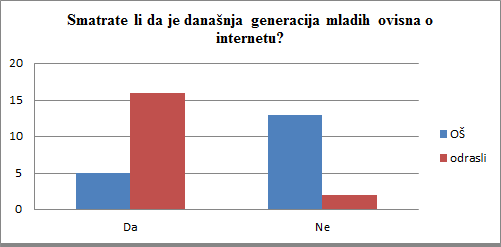 Smatrate li da je današnja generacija mladih ovisna o
internetu?
20
15
10
5
0
Da
Ne
OŠ
odrasli